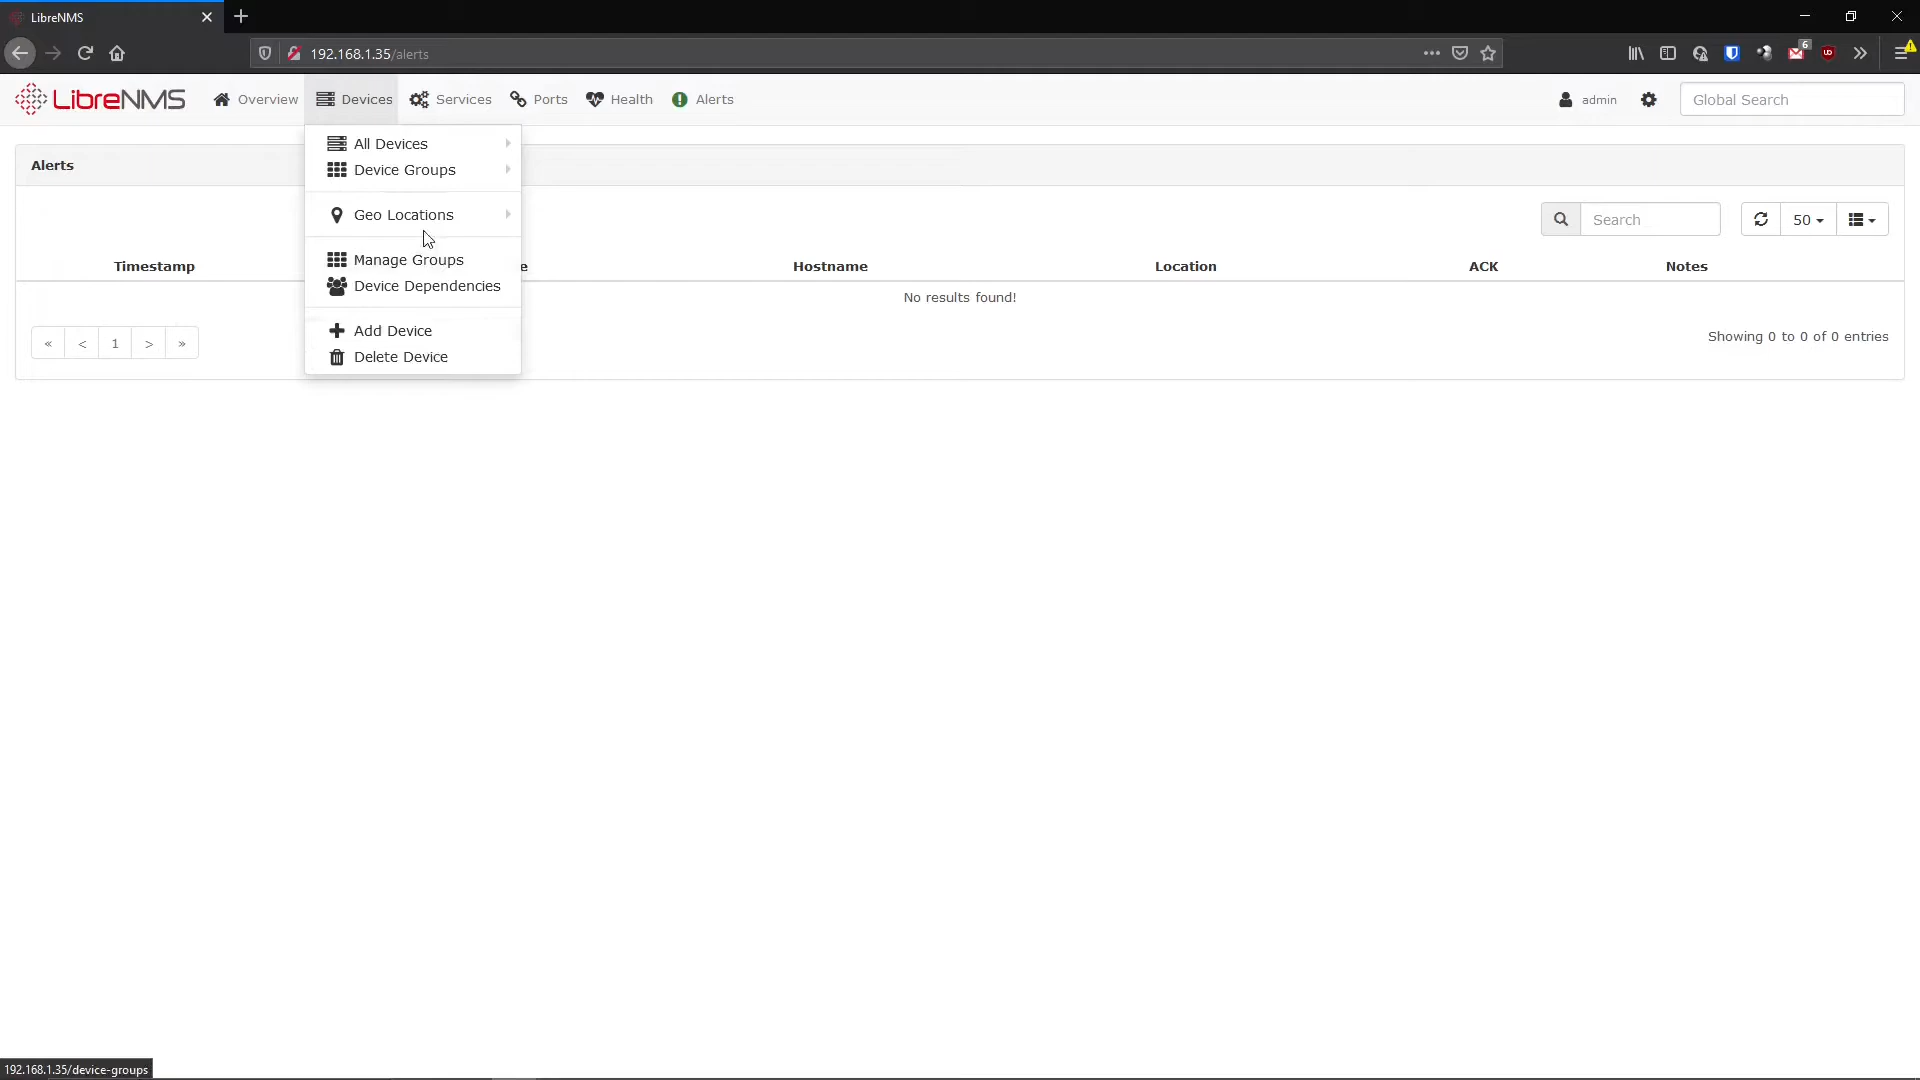 LibreNMS
192.168.1.35/alerts
6
UD
LibreNMS
Overview
Devices
Services
Ports
Health
Alerts
admin
Global Search
All Devices
Device Groups
Geo Locations
Manage Groups
Device Dependencies
Add Device
Delete Device
Alerts
Search
50
Timestamp
e
Hostname
Location
ACK
Notes
No results found!
«
<
1
>
»
Showing 0 to 0 of 0 entries
192.168.1.35/device-groups